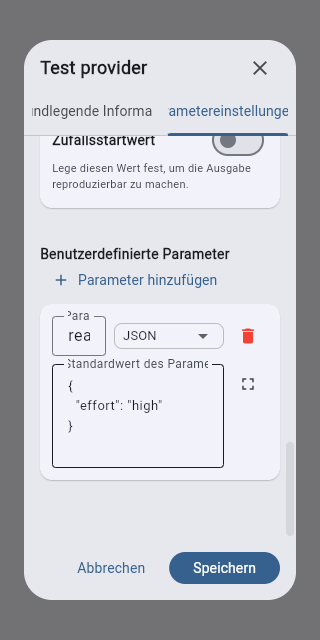 Test provider
undlegende Informa
ametereinstellunge
Zufallsstartwert
Lege diesen Wert fest, um die Ausgabe
reproduzierbar zu machen.
Benutzerdefinierte Parameter
Parameter hinzufügen
Para
rea
JSON
Standardwert des Parame
{
"effort": "high"
}
Abbrechen
Speichern